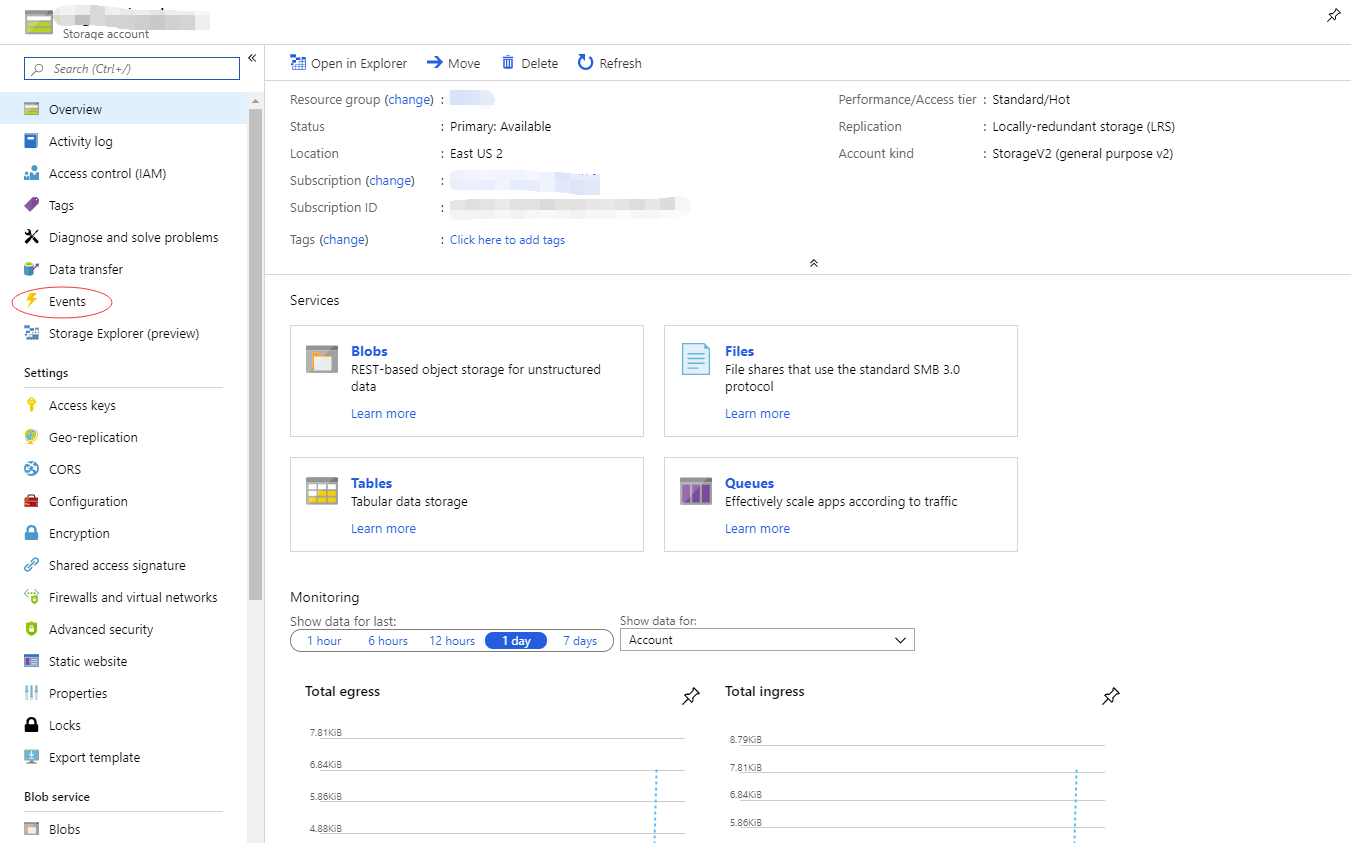 Storage account
Search (Ctrl+/)
«
Overview
Activity log
Access control (IAM)
Tags
Diagnose and solve problems
Data transfer
Events
Storage Explorer (preview)
Settings
Access keys
Geo-replication
CORS
Configuration
Encryption
Shared access signature
Firewalls and virtual networks
Advanced security
Static website
Properties
Locks
Export template
Blob service
Blobs
Open in Explorer Move Delete Refresh
Resource group (change) :
Status : Primary: Available
Location : East US 2
Subscription (change) :
Subscription ID :
Tags (change) : Click here to add tags
Performance/Access tier : Standard/Hot
Replication : Locally-redundant storage (LRS)
Account kind : StorageV2 (general purpose v2)
Services
Blobs
REST-based object storage for unstructured
data
Learn more
Files
File shares that use the standard SMB 3.0
protocol
Learn more
Tables
Tabular data storage
Learn more
Queues
Effectively scale apps according to traffic
Learn more
Monitoring
Show data for last:
1 hour 6 hours 12 hours 1 day 7 days
Show data for:
Account
Total egress
7.81KiB
6.84KiB
5.86KiB
4.88KiB
Total ingress
8.79KiB
7.81KiB
6.84KiB
5.86KiB